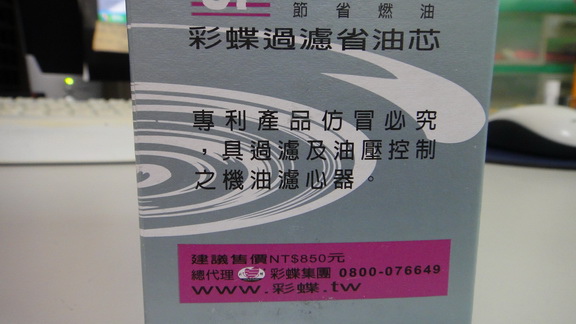 節省燃油
彩蝶過濾省油芯
專利產品仿冒必究
，具過濾及油壓控制
之機油濾心器。
建議售價NT$850元
總代理 彩蝶集團 0800-076649
www.彩蝶.tw